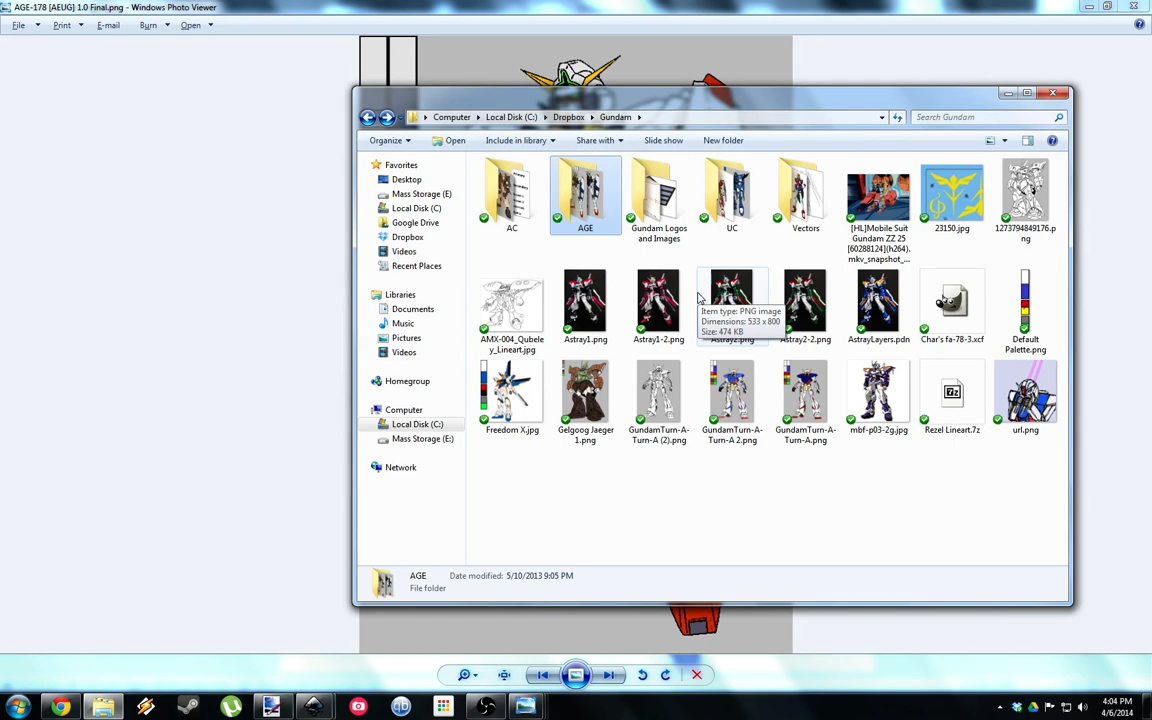 AGE-178 [AEUG] 1.0 Final.png - Windows Photo Viewer
File Print E-mail Burn Open
Computer Local Disk (C:) Dropbox Gundam
Search Gundam
Organize Open Include in library Share with Slide show New folder
Favorites
Desktop
Mass Storage (E:)
Local Disk (C:)
Google Drive
Dropbox
Videos
Recent Places
Libraries
Documents
Music
Pictures
Videos
Homegroup
Computer
Local Disk (C:)
Mass Storage (E:)
Network
AC
AGE
Gundam Logos
and Images
UC
Vectors
[HL]Mobile Suit
Gundam ZZ 25
[60288124](h264).
mkv_snapshot_...
23150.jpg
1273794849176.p
ng
AMX-004_Qubele
y_Lineart.jpg
Astray1.png
Astray1-2.png
Astray2.png
Item type: PNG image
Dimensions: 533 x 800
Size: 474 KB
Astray2-2.png
AstrayLayers.pdn
Char's fa-78-3.xcf
Default
Palette.png
Freedom X.jpg
Gelgoog Jaeger
1.png
GundamTurn-A-
Turn-A (2).png
GundamTurn-A-
Turn-A 2.png
GundamTurn-A-
Turn-A.png
mbf-p03-2g.jpg
7z
Rezel Lineart.7z
url.png
AGE Date modified: 5/10/2013 9:05 PM
File folder
4:04 PM
4/6/2014